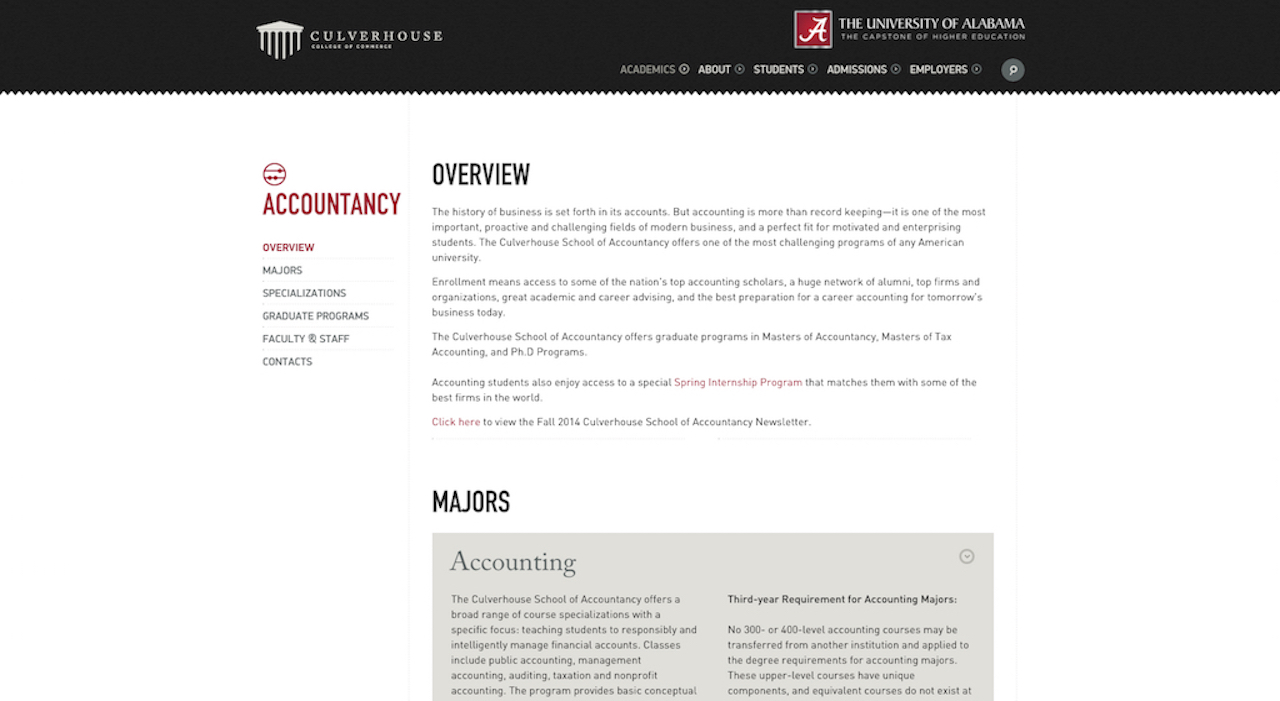 CULVERHOUSE
COLLEGE OF COMMERCE
THE UNIVERSITY OF ALABAMA
THE CAPSTONE OF HIGHER EDUCATION
ACADEMICS ABOUT STUDENTS ADMISSIONS EMPLOYERS
ACCOUNTANCY
OVERVIEW
MAJORS
SPECIALIZATIONS
GRADUATE PROGRAMS
FACULTY & STAFF
CONTACTS
OVERVIEW
The history of business is set forth in its accounts. But accounting is more than record keeping—it is one of the most
important, proactive and challenging fields of modern business, and a perfect fit for motivated and enterprising
students. The Culverhouse School of Accountancy offers one of the most challenging programs of any American
university.
Enrollment means access to some of the nation's top accounting scholars, a huge network of alumni, top firms and
organizations, great academic and career advising, and the best preparation for a career accounting for tomorrow's
business today.
The Culverhouse School of Accountancy offers graduate programs in Masters of Accountancy, Masters of Tax
Accounting, and Ph.D Programs.
Accounting students also enjoy access to a special Spring Internship Program that matches them with some of the
best firms in the world.
Click here to view the Fall 2014 Culverhouse School of Accountancy Newsletter.
MAJORS
Accounting
The Culverhouse School of Accountancy offers a
broad range of course specializations with a
specific focus: teaching students to responsibly and
intelligently manage financial accounts. Classes
include public accounting, management
accounting, auditing, taxation and nonprofit
accounting. The program provides basic conceptual
Third-year Requirement for Accounting Majors:
No 300- or 400-level accounting courses may be
transferred from another institution and applied to
the degree requirements for accounting majors.
These upper-level courses have unique
components, and equivalent courses do not exist at